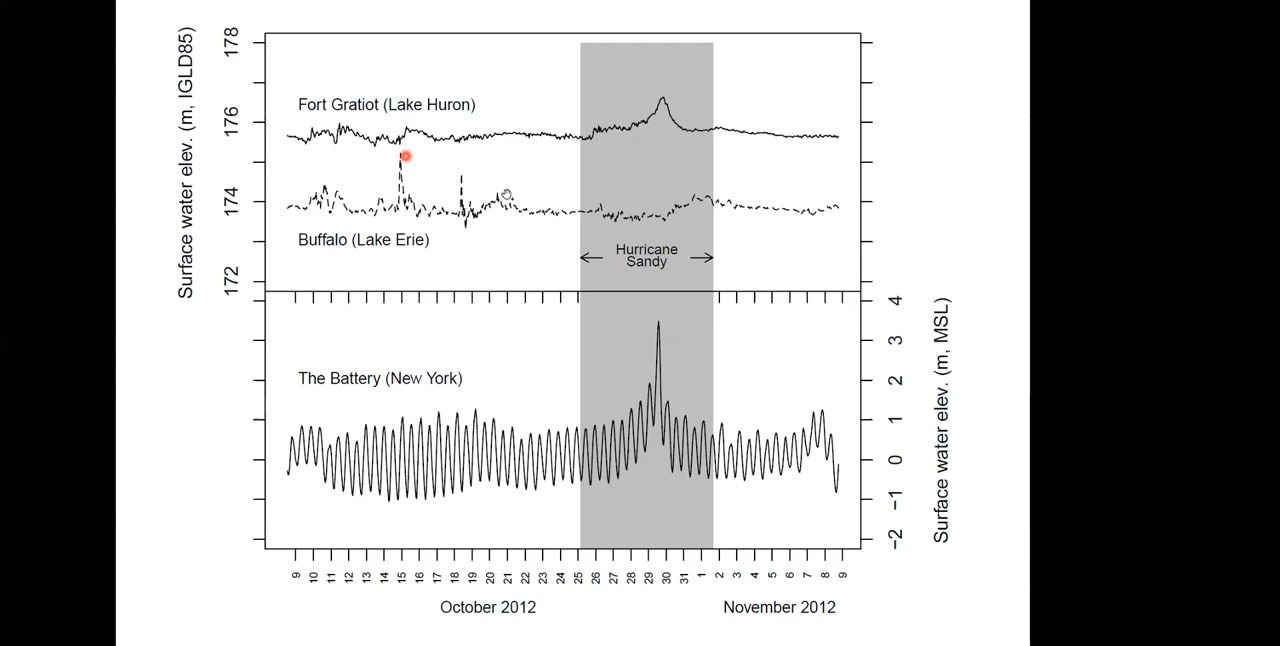 Surface water elev. (m, IGLD85)
178
176
174
172
Fort Gratiot (Lake Huron)
Buffalo (Lake Erie)
Hurricane
Sandy
The Battery (New York)
4
3
2
1
0
−1
−2
Surface water elev. (m, MSL)
9 10 11 12 13 14 15 16 17 18 19 20 21 22 23 24 25 26 27 28 29 30 31 1 2 3 4 5 6 7 8 9
October 2012 November 2012